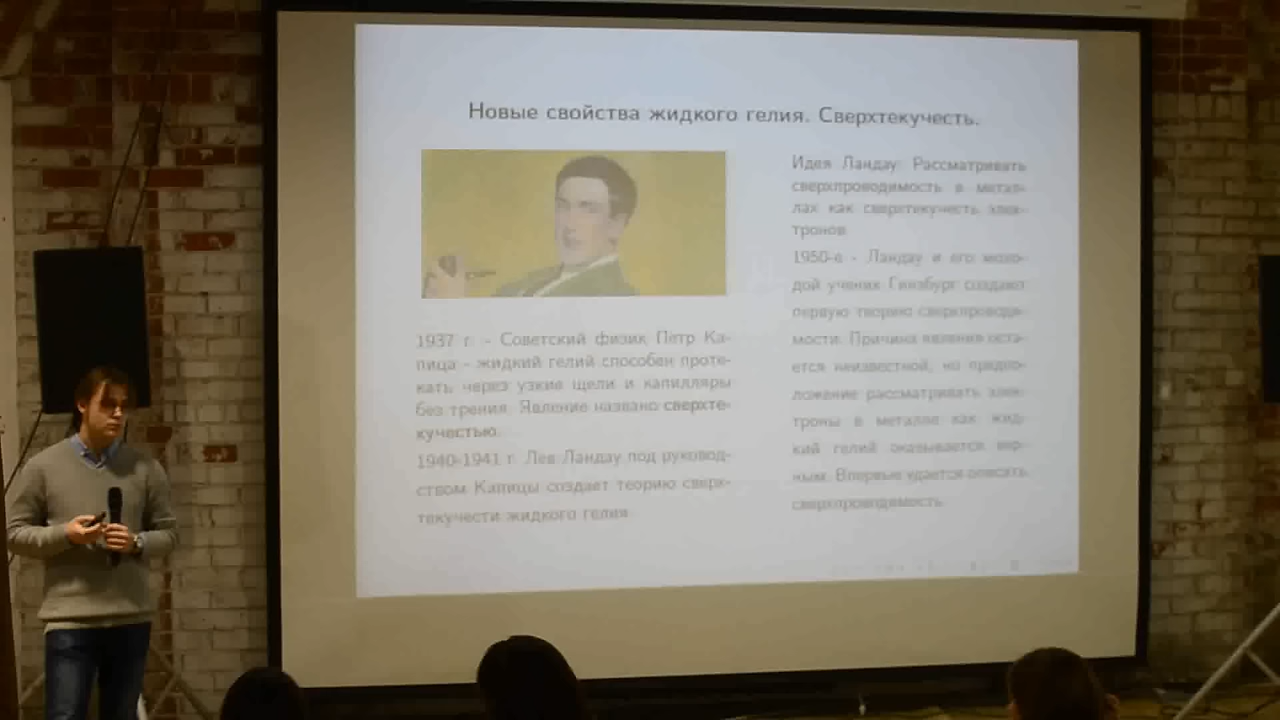 Новые свойства жидкого гелия. Сверхтекучесть.
1937 г. - Советский физик Пётр Ка-
пица - жидкий гелий способен проте-
кать через узкие щели и капилляры
без трения. Явление названо сверхте-
кучестью.
1940-1941 г. Лев Ландау под руковод-
ством Капицы создает теорию сверх-
текучести жидкого гелия.
Идея Ландау: Рассматривать
сверхпроводимость в метал-
лах как сверхтекучесть элек-
тронов.
1950-е - Ландау и его моло-
дой ученик Гинзбург создают
первую теорию сверхпроводи-
мости. Причина явления оста-
ется неизвестной, но предпо-
ложение рассматривать элек-
троны в металле как жид-
кий гелий оказывается вер-
ным. Впервые удается описать
сверхпроводимость.